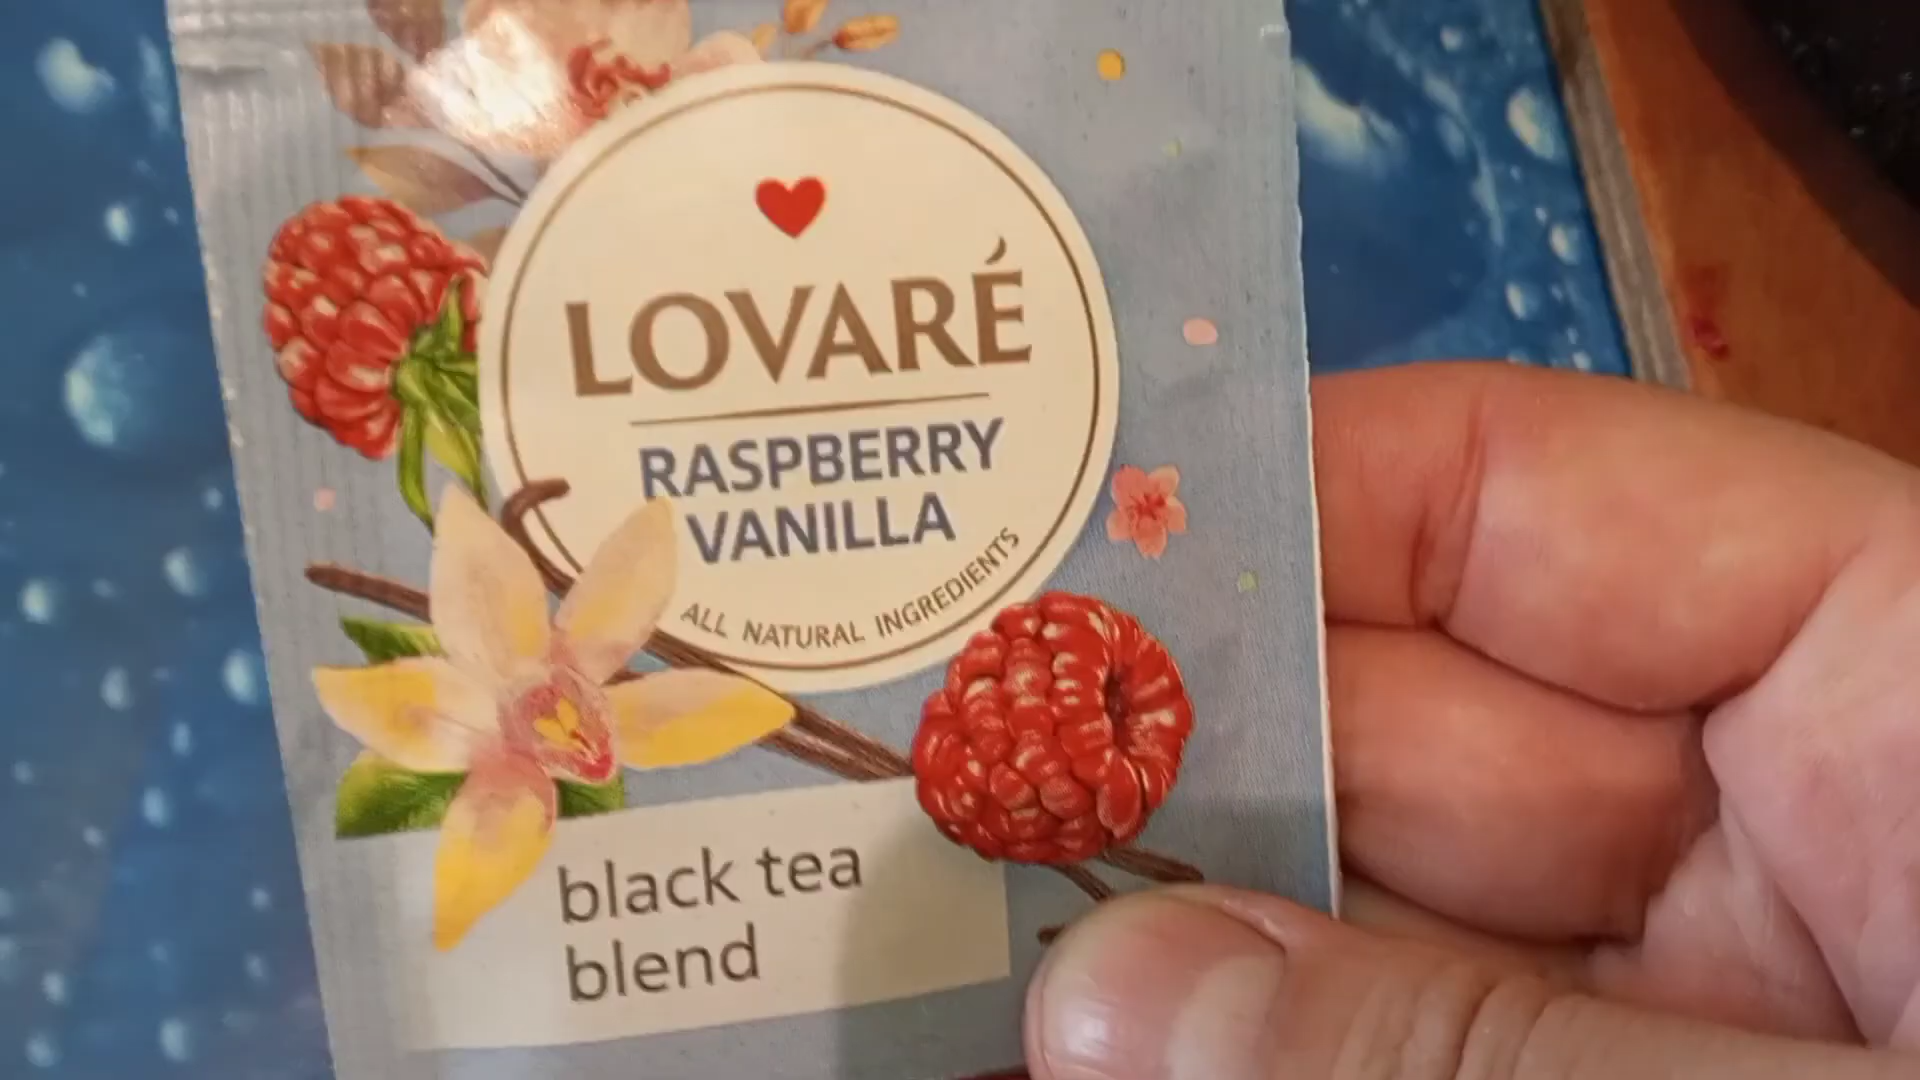 LOVARÉ
RASPBERRY
VANILLA
ALL NATURAL INGREDIENTS
black tea
blend